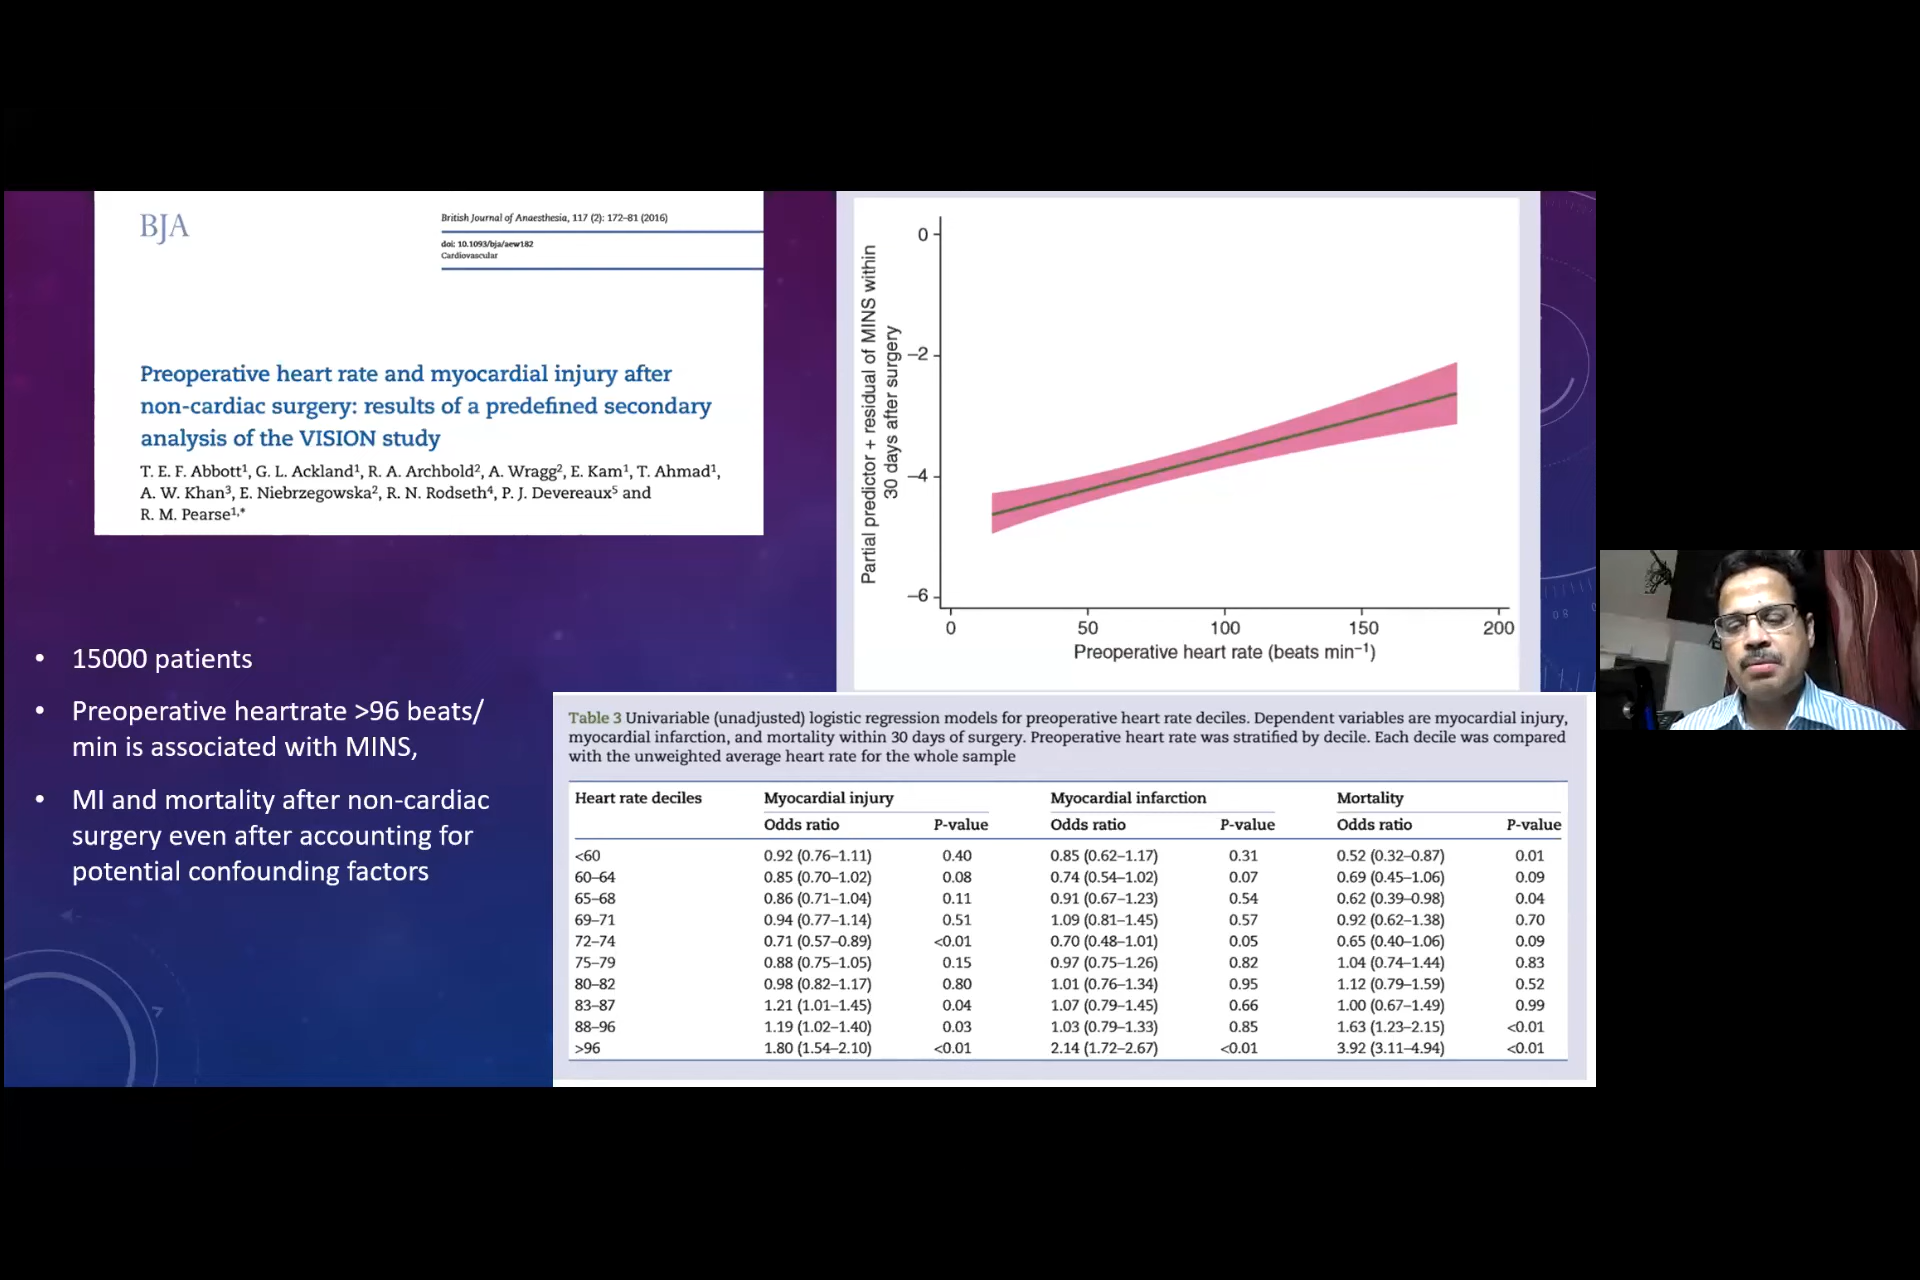 BJA
British Journal of Anaesthesia, 117 (2): 172–81 (2016)
doi: 10.1093/bja/aew182
Cardiovascular
Preoperative heart rate and myocardial injury after
non-cardiac surgery: results of a predefined secondary
analysis of the VISION study
T. E. F. Abbott¹, G. L. Ackland¹, R. A. Archbold², A. Wragg², E. Kam¹, T. Ahmad¹,
A. W. Khan³, E. Niebrzegowska², R. N. Rodseth⁴, P. J. Devereaux⁵ and
R. M. Pearse¹,*
• 15000 patients
• Preoperative heartrate >96 beats/
min is associated with MINS,
• MI and mortality after non-cardiac
surgery even after accounting for
potential confounding factors
Partial predictor + residual of MINS within
30 days after surgery
0
–2
–4
–6
0 50 100 150 200
Preoperative heart rate (beats min⁻¹)
Table 3 Univariable (unadjusted) logistic regression models for preoperative heart rate deciles. Dependent variables are myocardial injury,
myocardial infarction, and mortality within 30 days of surgery. Preoperative heart rate was stratified by decile. Each decile was compared
with the unweighted average heart rate for the whole sample
Heart rate deciles Myocardial injury Myocardial infarction Mortality
Odds ratio P-value Odds ratio P-value Odds ratio P-value
<60 0.92 (0.76–1.11) 0.40 0.85 (0.62–1.17) 0.31 0.52 (0.32–0.87) 0.01
60–64 0.85 (0.70–1.02) 0.08 0.74 (0.54–1.02) 0.07 0.69 (0.45–1.06) 0.09
65–68 0.86 (0.71–1.04) 0.11 0.91 (0.67–1.23) 0.54 0.62 (0.39–0.98) 0.04
69–71 0.94 (0.77–1.14) 0.51 1.09 (0.81–1.45) 0.57 0.92 (0.62–1.38) 0.70
72–74 0.71 (0.57–0.89) <0.01 0.70 (0.48–1.01) 0.05 0.65 (0.40–1.06) 0.09
75–79 0.88 (0.75–1.05) 0.15 0.97 (0.75–1.26) 0.82 1.04 (0.74–1.44) 0.83
80–82 0.98 (0.82–1.17) 0.80 1.01 (0.76–1.34) 0.95 1.12 (0.79–1.59) 0.52
83–87 1.21 (1.01–1.45) 0.04 1.07 (0.79–1.45) 0.66 1.00 (0.67–1.49) 0.99
88–96 1.19 (1.02–1.40) 0.03 1.03 (0.79–1.33) 0.85 1.63 (1.23–2.15) <0.01
>96 1.80 (1.54–2.10) <0.01 2.14 (1.72–2.67) <0.01 3.92 (3.11–4.94) <0.01